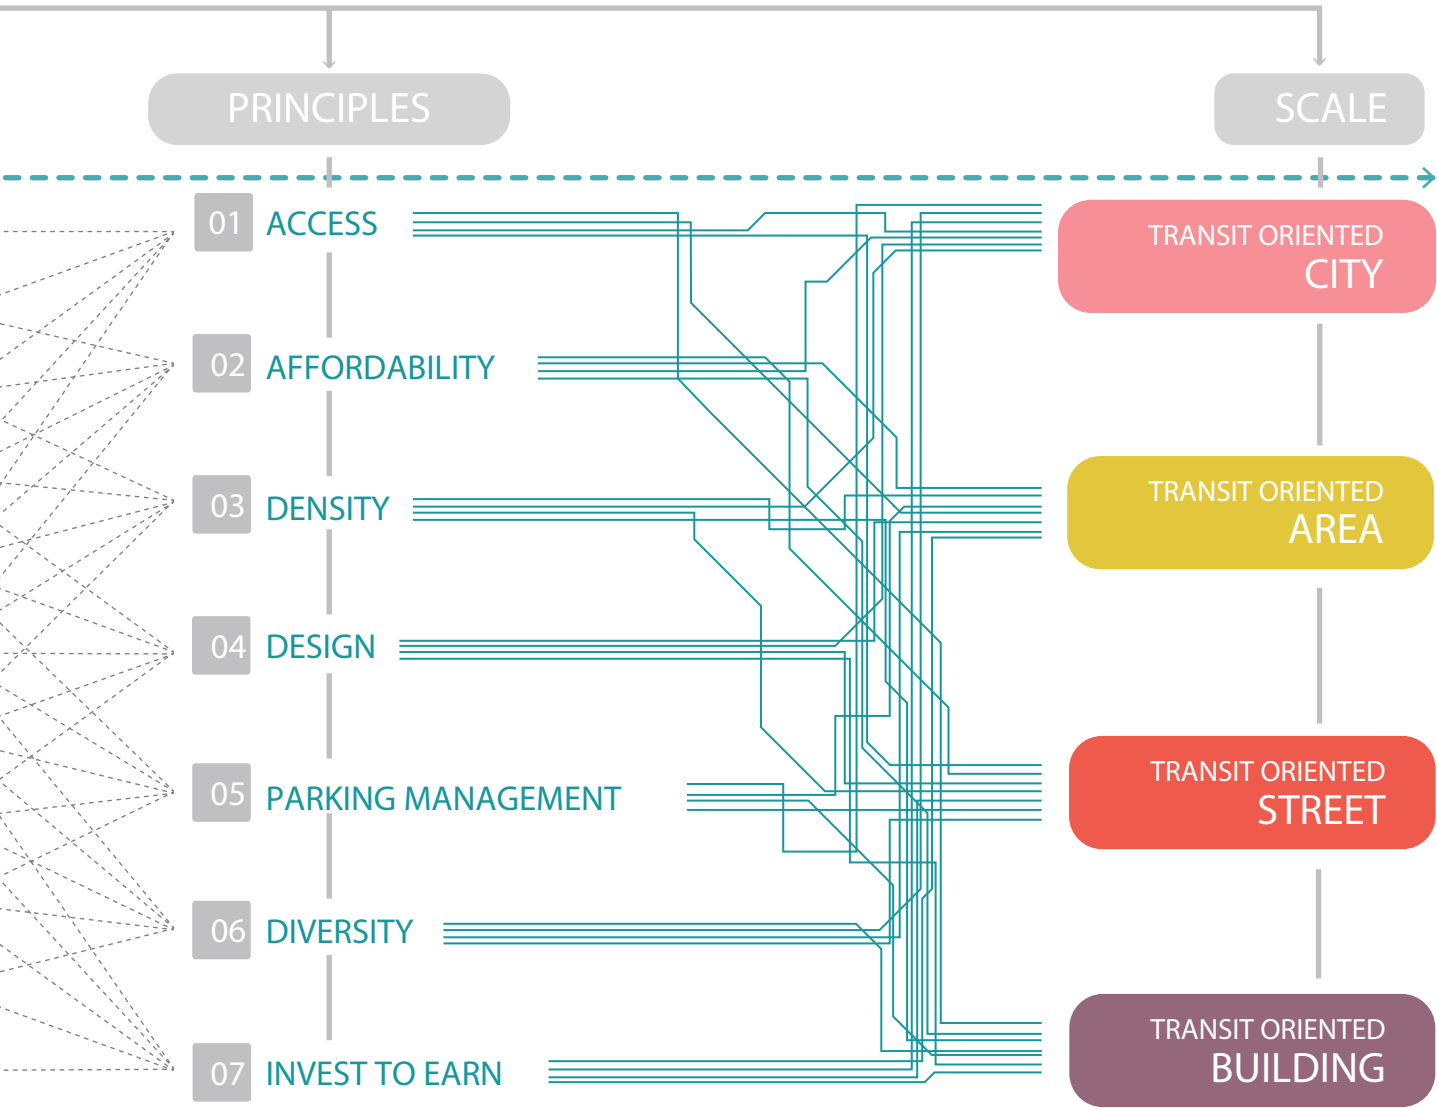 PRINCIPLES
SCALE
01 ACCESS
02 AFFORDABILITY
03 DENSITY
04 DESIGN
05 PARKING MANAGEMENT
06 DIVERSITY
07 INVEST TO EARN
TRANSIT ORIENTED
CITY
TRANSIT ORIENTED
AREA
TRANSIT ORIENTED
STREET
TRANSIT ORIENTED
BUILDING